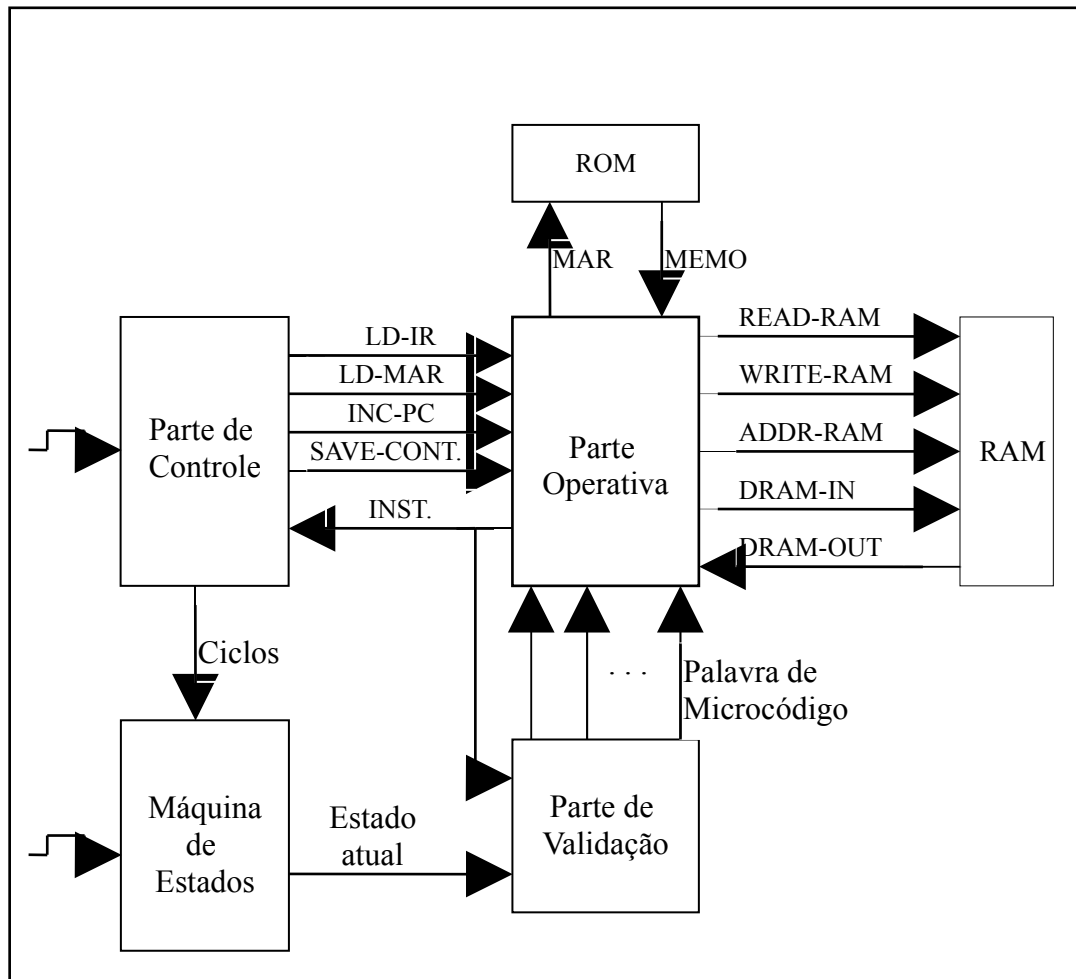 ROM
MAR
MEMO
LD-IR
LD-MAR
INC-PC
SAVE-CONT.
INST.
Parte de
Controle
Parte
Operativa
READ-RAM
WRITE-RAM
ADDR-RAM
DRAM-IN
DRAM-OUT
RAM
Ciclos
. . .
Palavra de
Microcódigo
Máquina
de
Estados
Estado
atual
Parte de
Validação